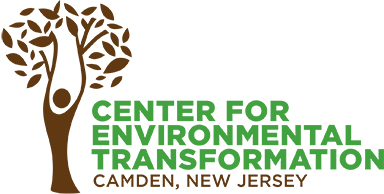 CENTER FOR
ENVIRONMENTAL
TRANSFORMATION
CAMDEN, NEW JERSEY